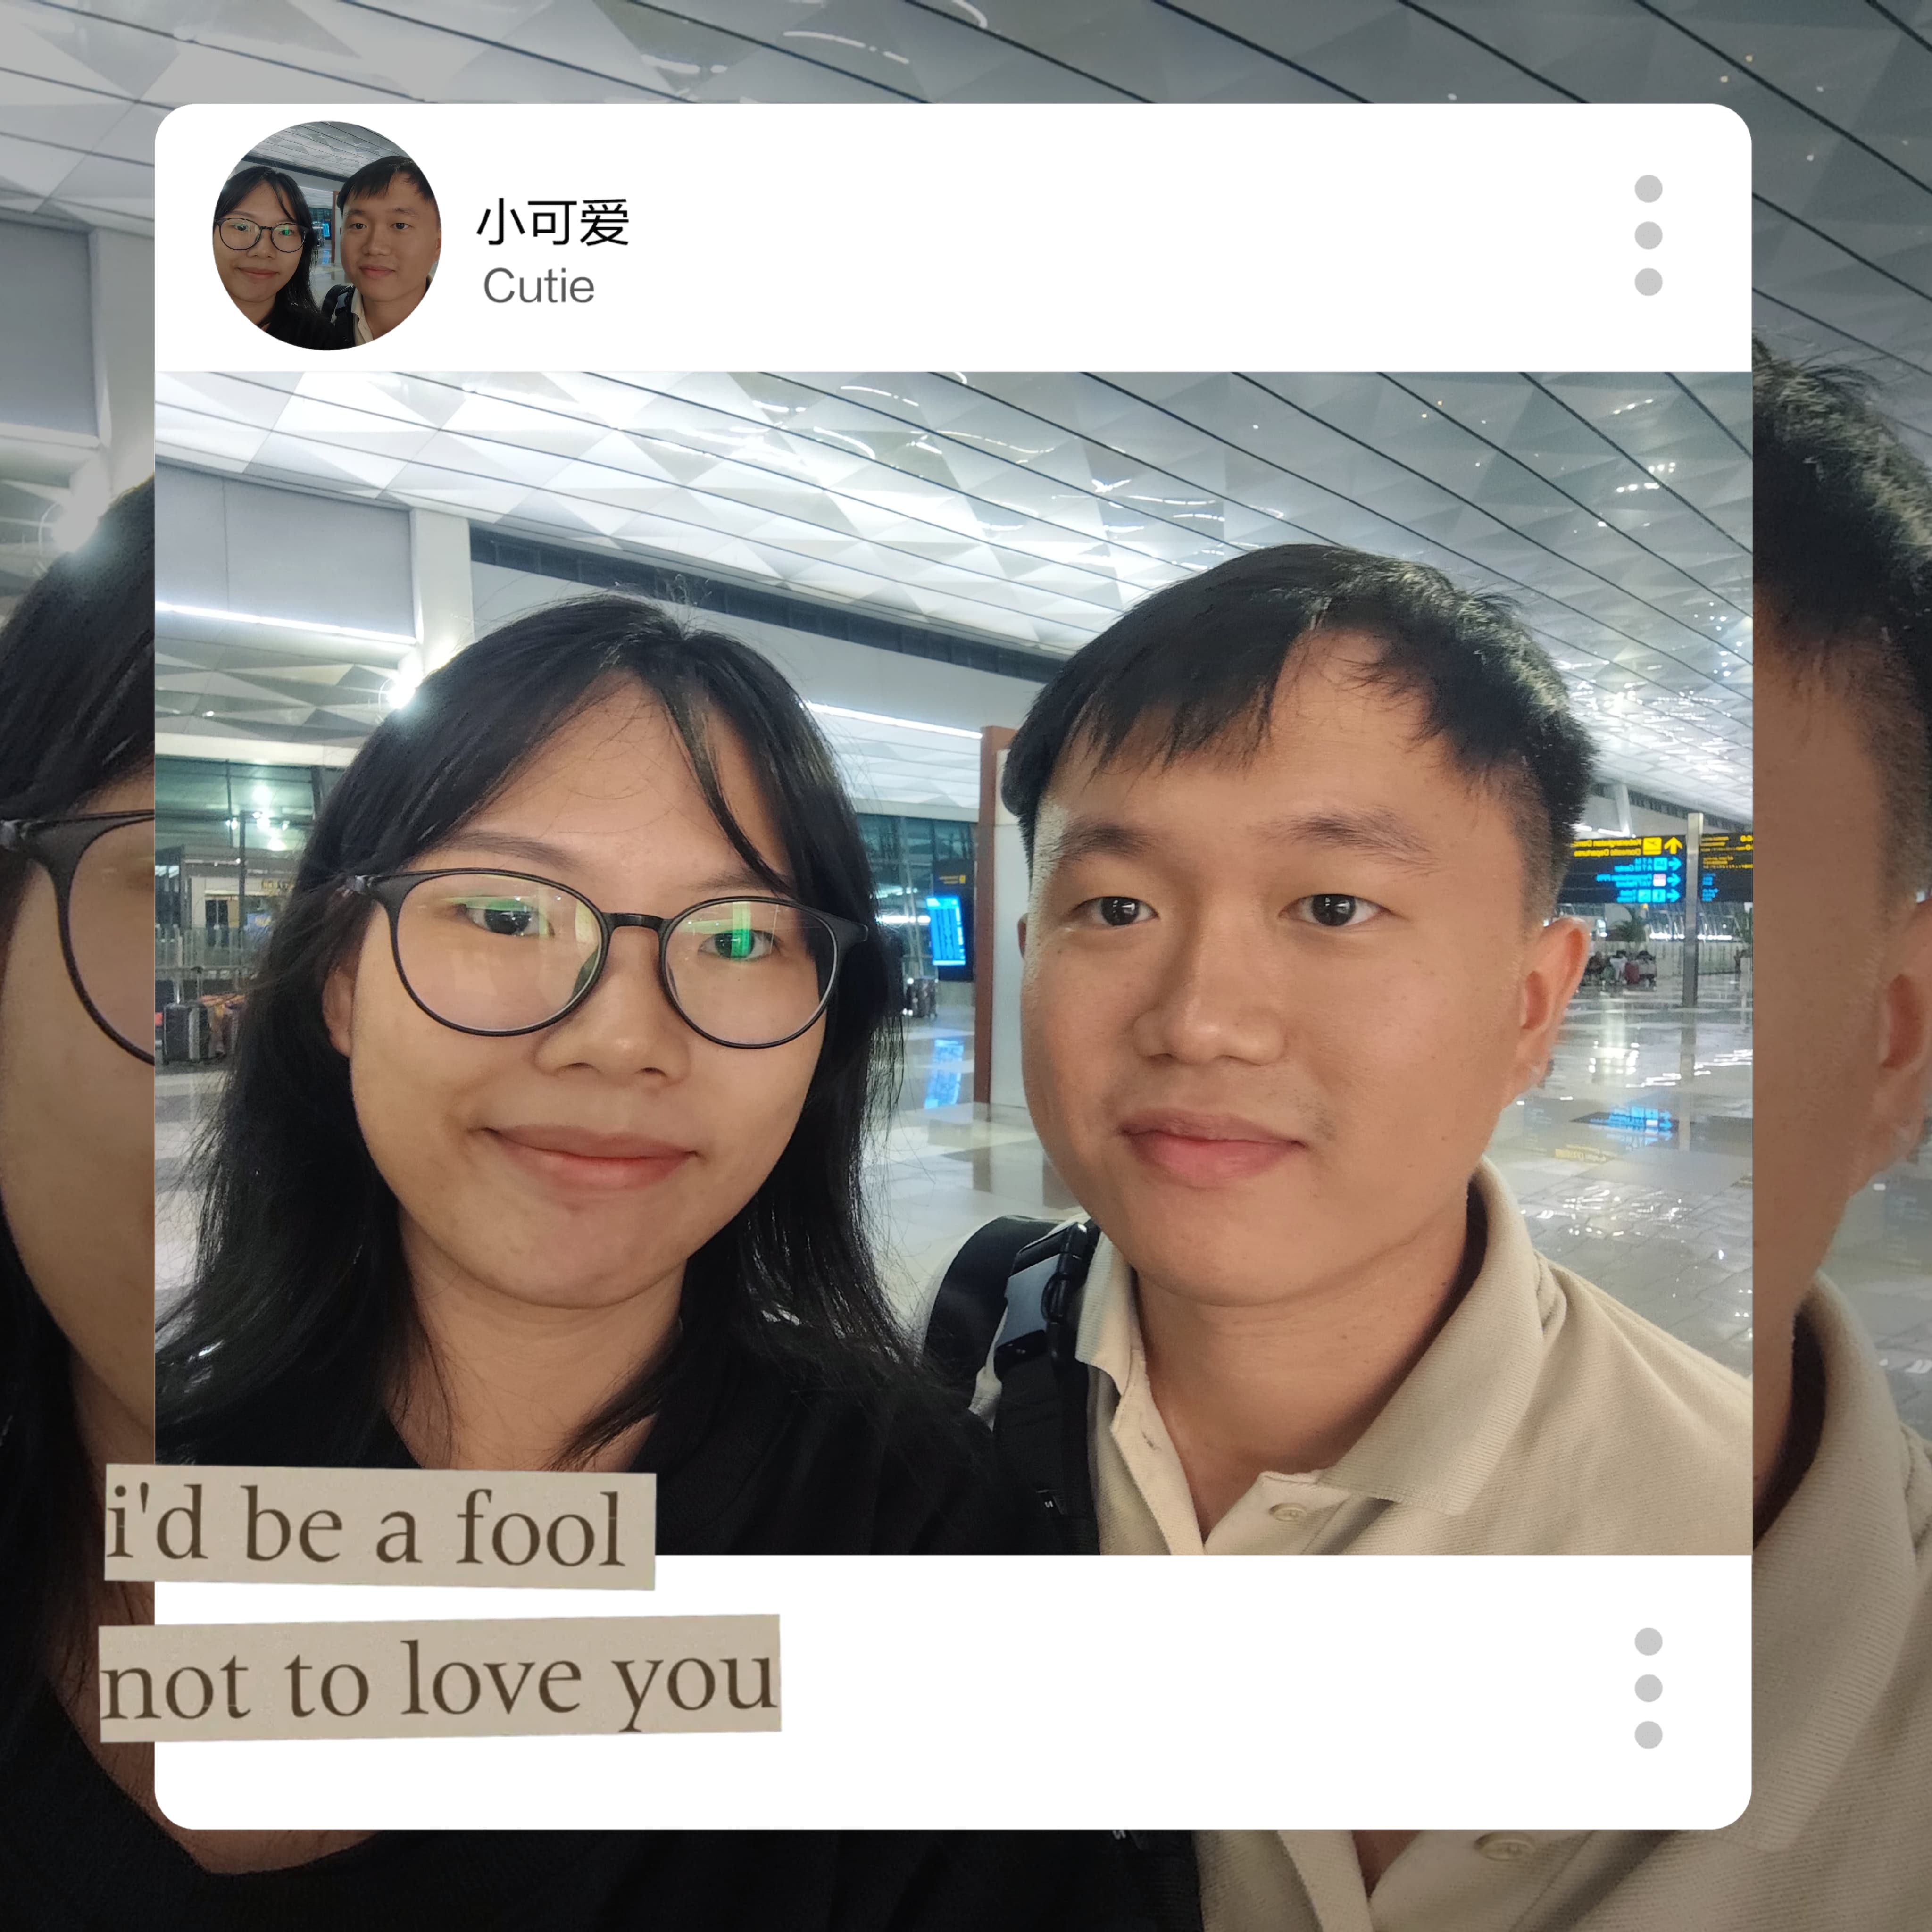 小可爱
Cutie
i'd be a fool
not to love you